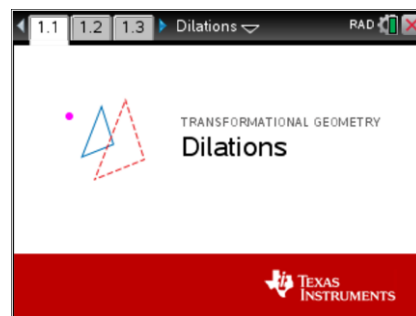 1.1 1.2 1.3 Dilations RAD
TRANSFORMATIONAL GEOMETRY
Dilations
TEXAS
INSTRUMENTS